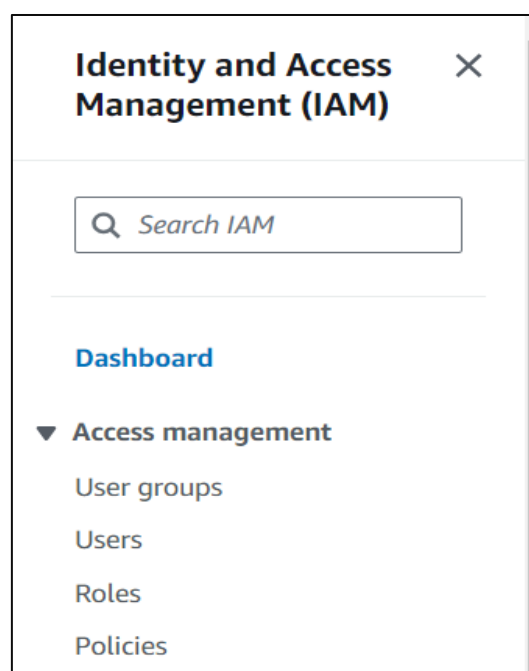 Identity and Access
Management (IAM)
Search IAM
Dashboard
Access management
User groups
Users
Roles
Policies